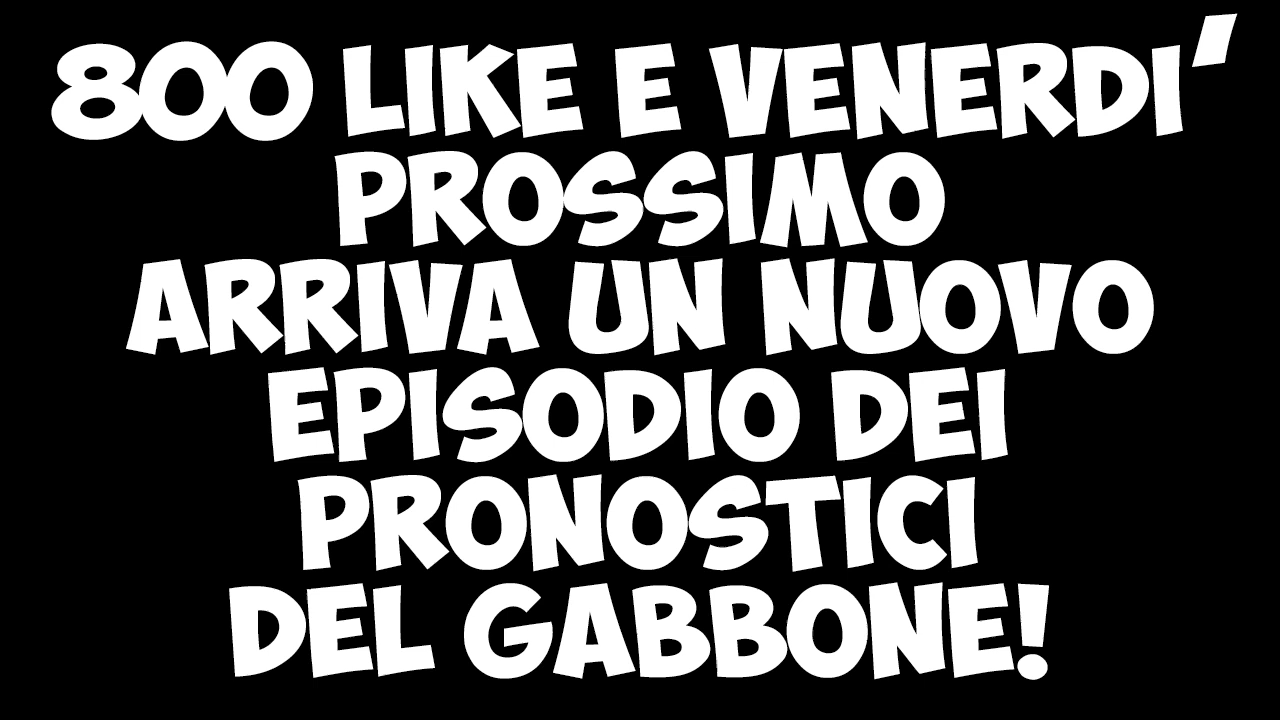 800 LIKE E VENERDI'
PROSSIMO
ARRIVA UN NUOVO
EPISODIO DEI
PRONOSTICI
DEL GABBONE!